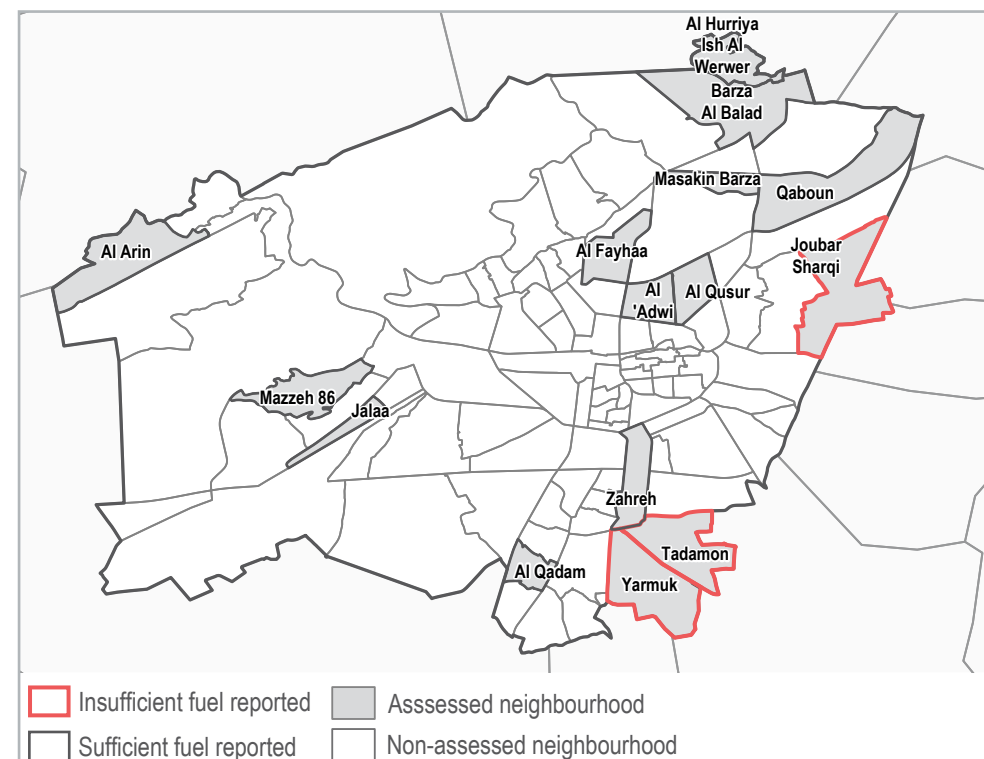 Al Hurriya
Ish Al
Werwer
Barza
Al Balad
Masakin Barza
Qaboun
Al Arin
Al Fayhaa
Joubar
Sharqi
Al
'Adwi
Al Qusur
Mazzeh 86
Jalaa
Zahreh
Al Qadam
Tadamon
Yarmuk
Insufficient fuel reported
Asssessed neighbourhood
Sufficient fuel reported
Non-assessed neighbourhood